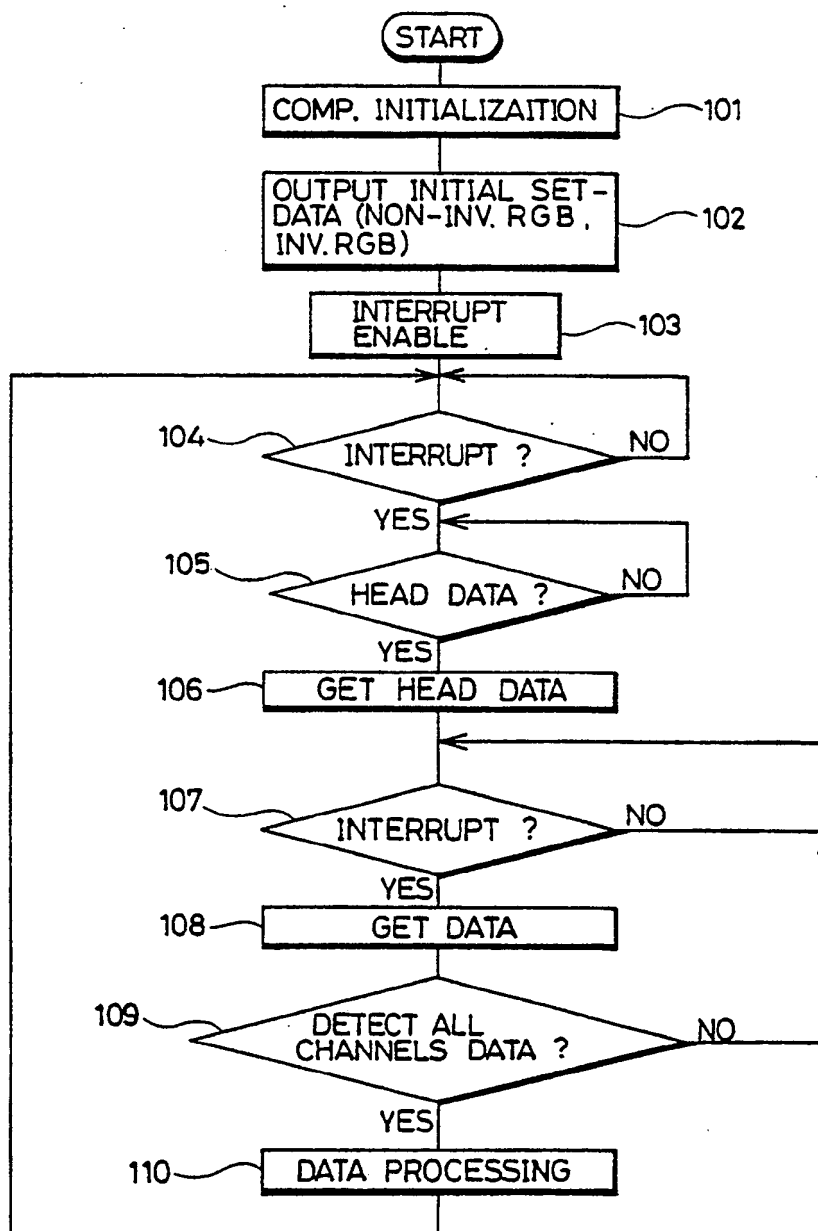 START
COMP. INITIALIZAITION
101
OUTPUT INITIAL SET-
DATA (NON-INV. RGB,
INV. RGB)
102
INTERRUPT
ENABLE
103
104
INTERRUPT ?
NO
YES
105
HEAD DATA ?
NO
YES
106
GET HEAD DATA
107
INTERRUPT ?
NO
YES
108
GET DATA
109
DETECT ALL
CHANNELS DATA ?
NO
YES
110
DATA PROCESSING